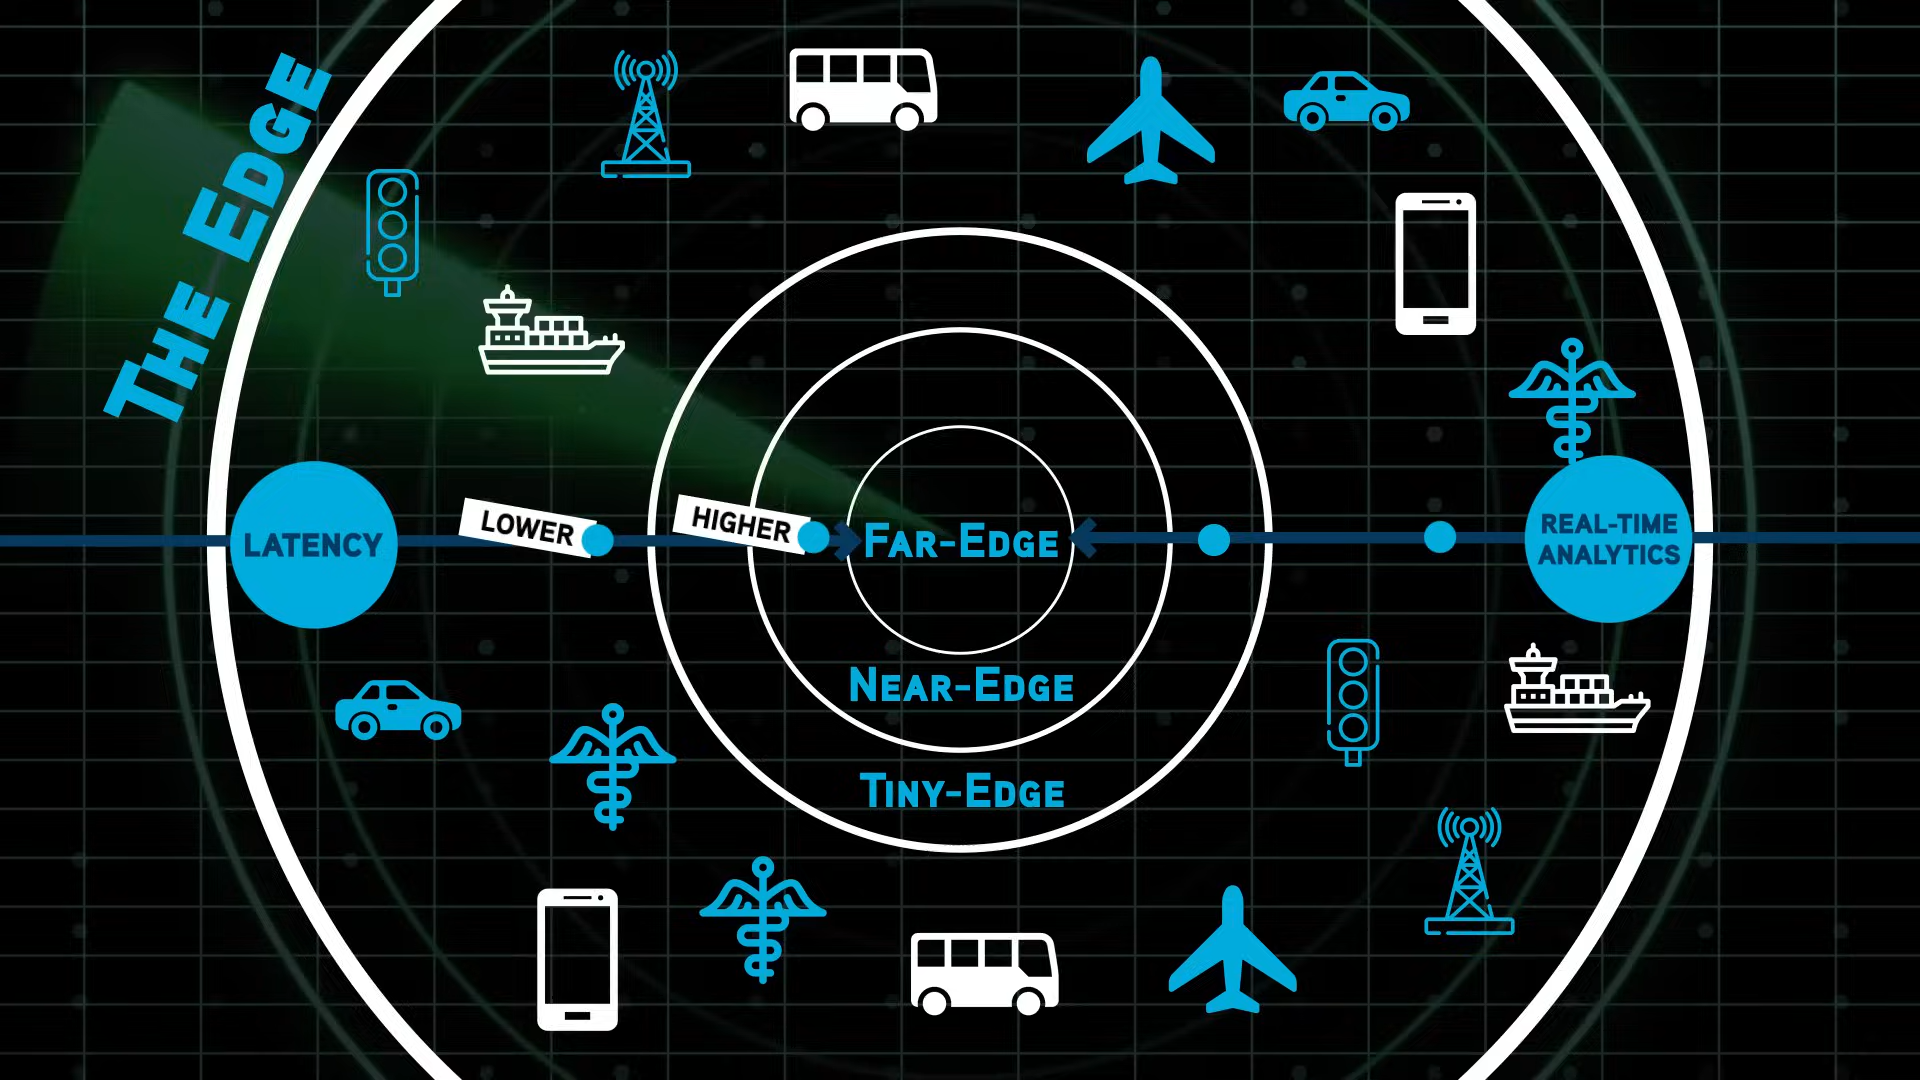 THE EDGE
LATENCY
LOWER
HIGHER
FAR-EDGE
REAL-TIME
ANALYTICS
NEAR-EDGE
TINY-EDGE